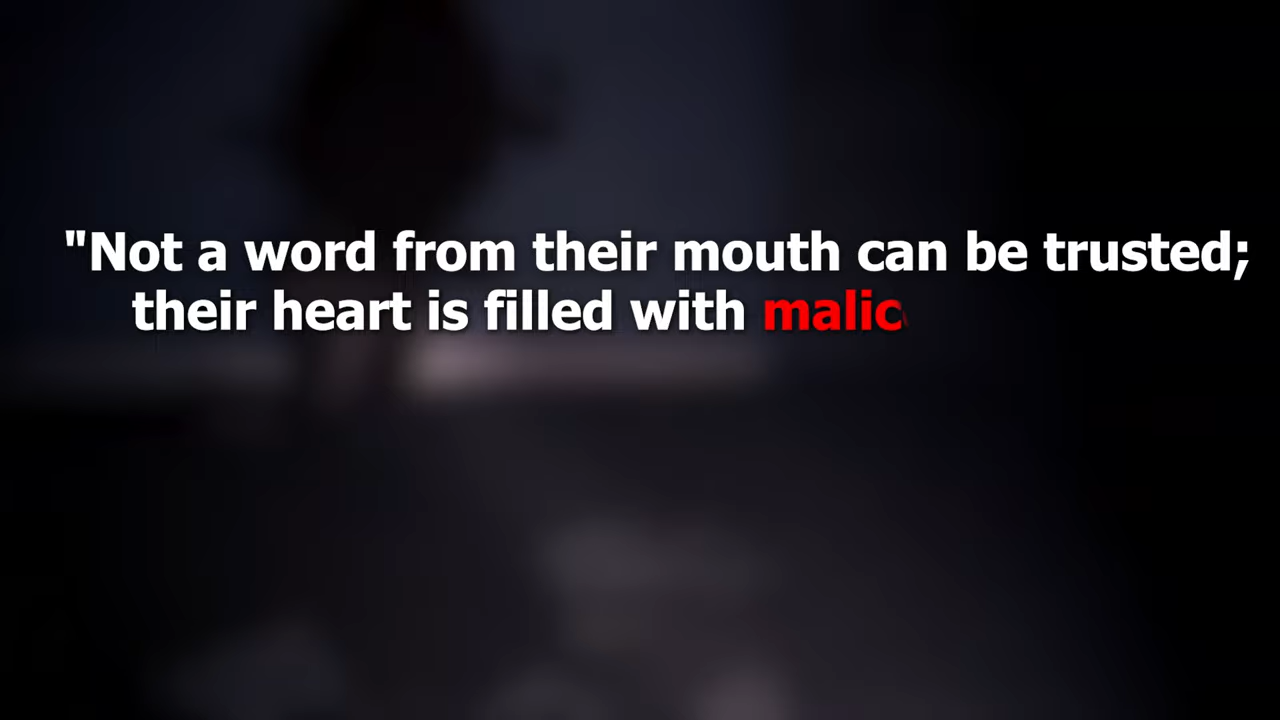 "Not a word from their mouth can be trusted;
their heart is filled with malic